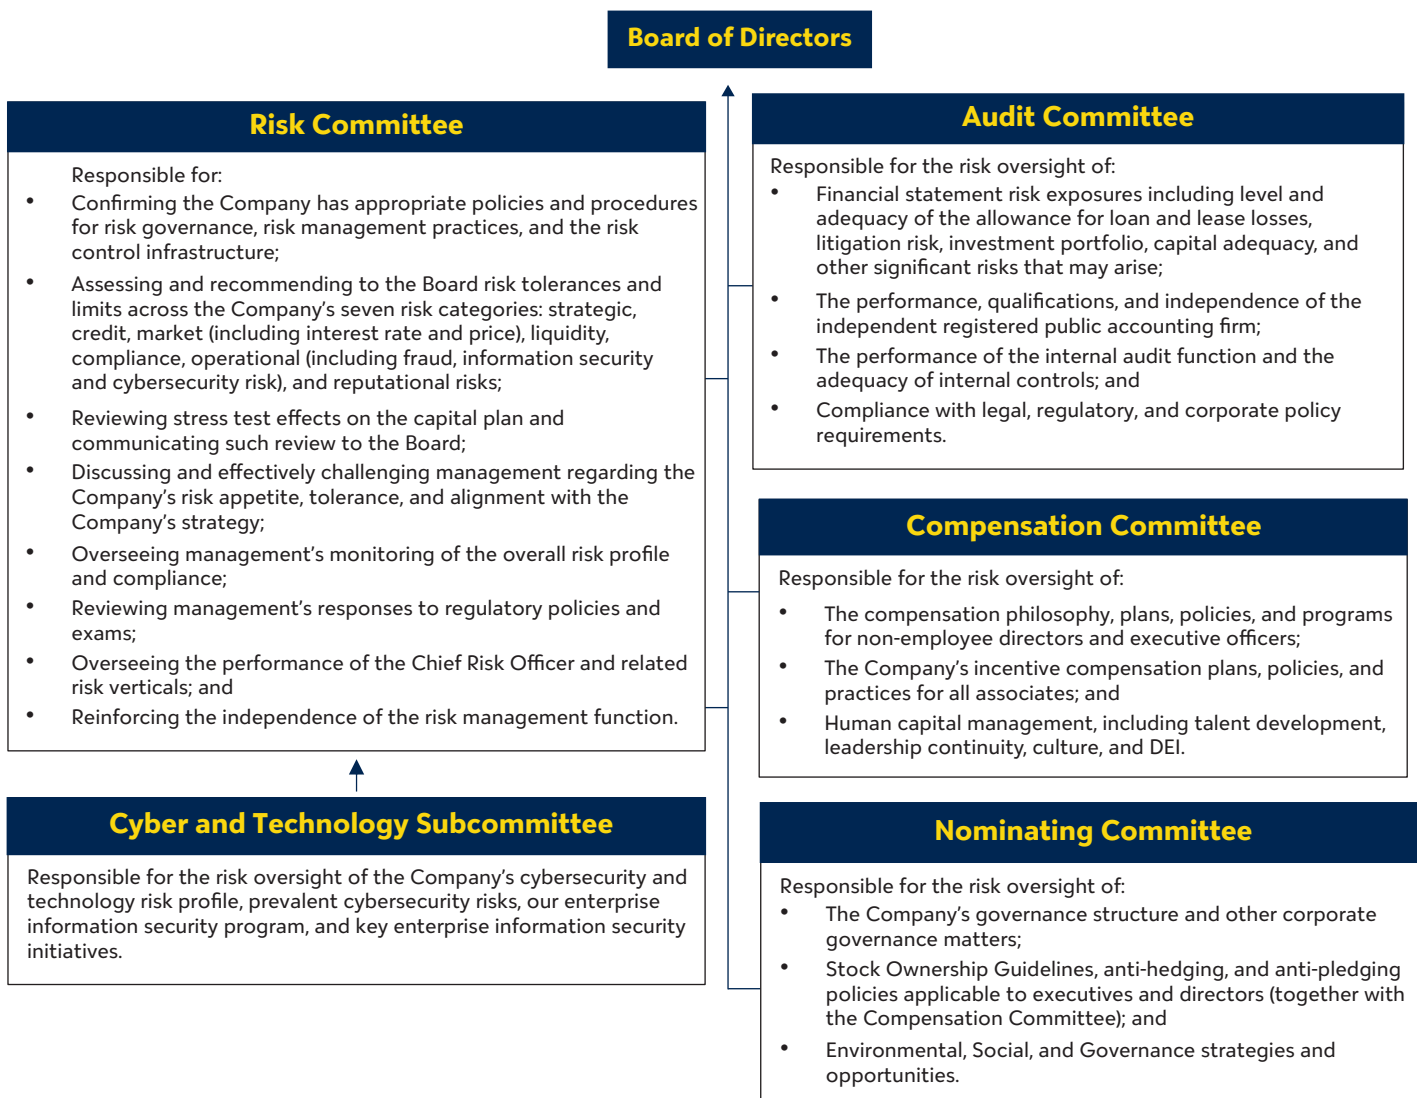 Board of Directors
Risk Committee
Responsible for:
• Confirming the Company has appropriate policies and procedures
for risk governance, risk management practices, and the risk
control infrastructure;
• Assessing and recommending to the Board risk tolerances and
limits across the Company's seven risk categories: strategic,
credit, market (including interest rate and price), liquidity,
compliance, operational (including fraud, information security
and cybersecurity risk), and reputational risks;
• Reviewing stress test effects on the capital plan and
communicating such review to the Board;
• Discussing and effectively challenging management regarding the
Company's risk appetite, tolerance, and alignment with the
Company's strategy;
• Overseeing management's monitoring of the overall risk profile
and compliance;
• Reviewing management's responses to regulatory policies and
exams;
• Overseeing the performance of the Chief Risk Officer and related
risk verticals; and
• Reinforcing the independence of the risk management function.
Cyber and Technology Subcommittee
Responsible for the risk oversight of the Company's cybersecurity and
technology risk profile, prevalent cybersecurity risks, our enterprise
information security program, and key enterprise information security
initiatives.
Audit Committee
Responsible for the risk oversight of:
• Financial statement risk exposures including level and
adequacy of the allowance for loan and lease losses,
litigation risk, investment portfolio, capital adequacy, and
other significant risks that may arise;
• The performance, qualifications, and independence of the
independent registered public accounting firm;
• The performance of the internal audit function and the
adequacy of internal controls; and
• Compliance with legal, regulatory, and corporate policy
requirements.
Compensation Committee
Responsible for the risk oversight of:
• The compensation philosophy, plans, policies, and programs
for non-employee directors and executive officers;
• The Company's incentive compensation plans, policies, and
practices for all associates; and
• Human capital management, including talent development,
leadership continuity, culture, and DEI.
Nominating Committee
Responsible for the risk oversight of:
• The Company's governance structure and other corporate
governance matters;
• Stock Ownership Guidelines, anti-hedging, and anti-pledging
policies applicable to executives and directors (together with
the Compensation Committee); and
• Environmental, Social, and Governance strategies and
opportunities.